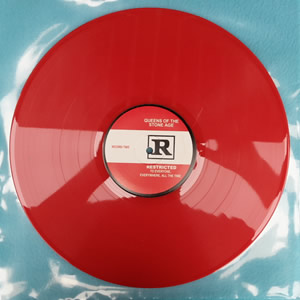 QUEENS OF THE
STONE AGE
R
RESTRICTED
TO EVERYONE,
EVERYWHERE, ALL THE TIME